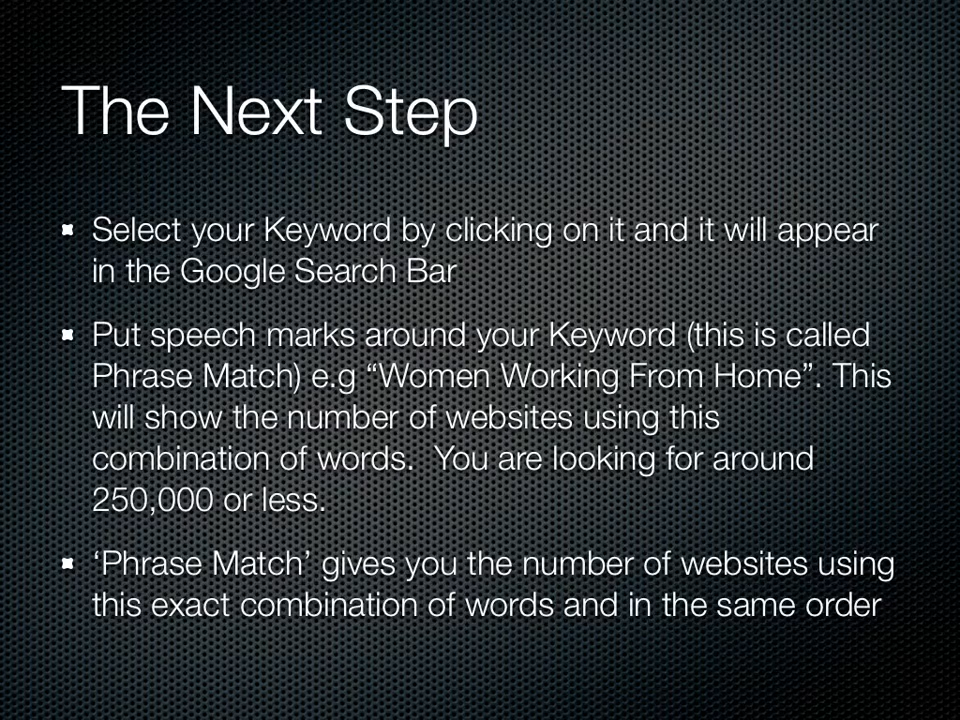 The Next Step
Select your Keyword by clicking on it and it will appear
in the Google Search Bar
Put speech marks around your Keyword (this is called
Phrase Match) e.g “Women Working From Home”. This
will show the number of websites using this
combination of words.  You are looking for around
250,000 or less.
‘Phrase Match’ gives you the number of websites using
this exact combination of words and in the same order